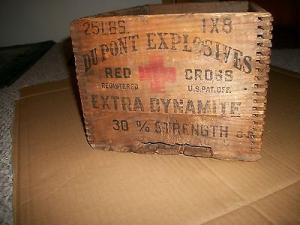 25LBS 1X8
DU PONT EXPLOSIVES
RED CROSS
REGISTERED U.S. PAT. OFF.
EXTRA DYNAMITE
30 % STRENGTH